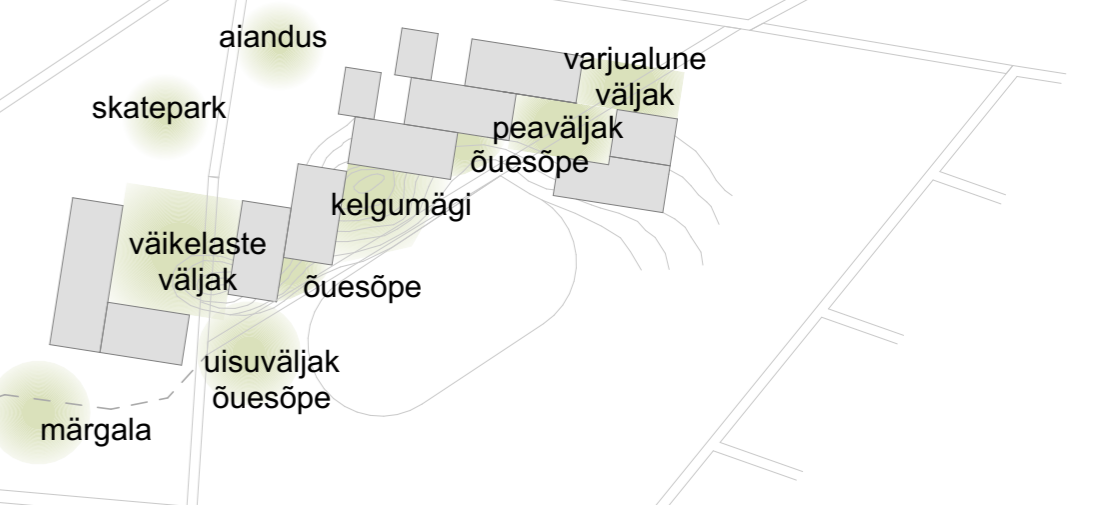 aiandus
varjualune
väljak
skatepark
peaväljak
õuesõpe
kelgumägi
väikelaste
väljak
õuesõpe
uisuväljak
õuesõpe
märgala